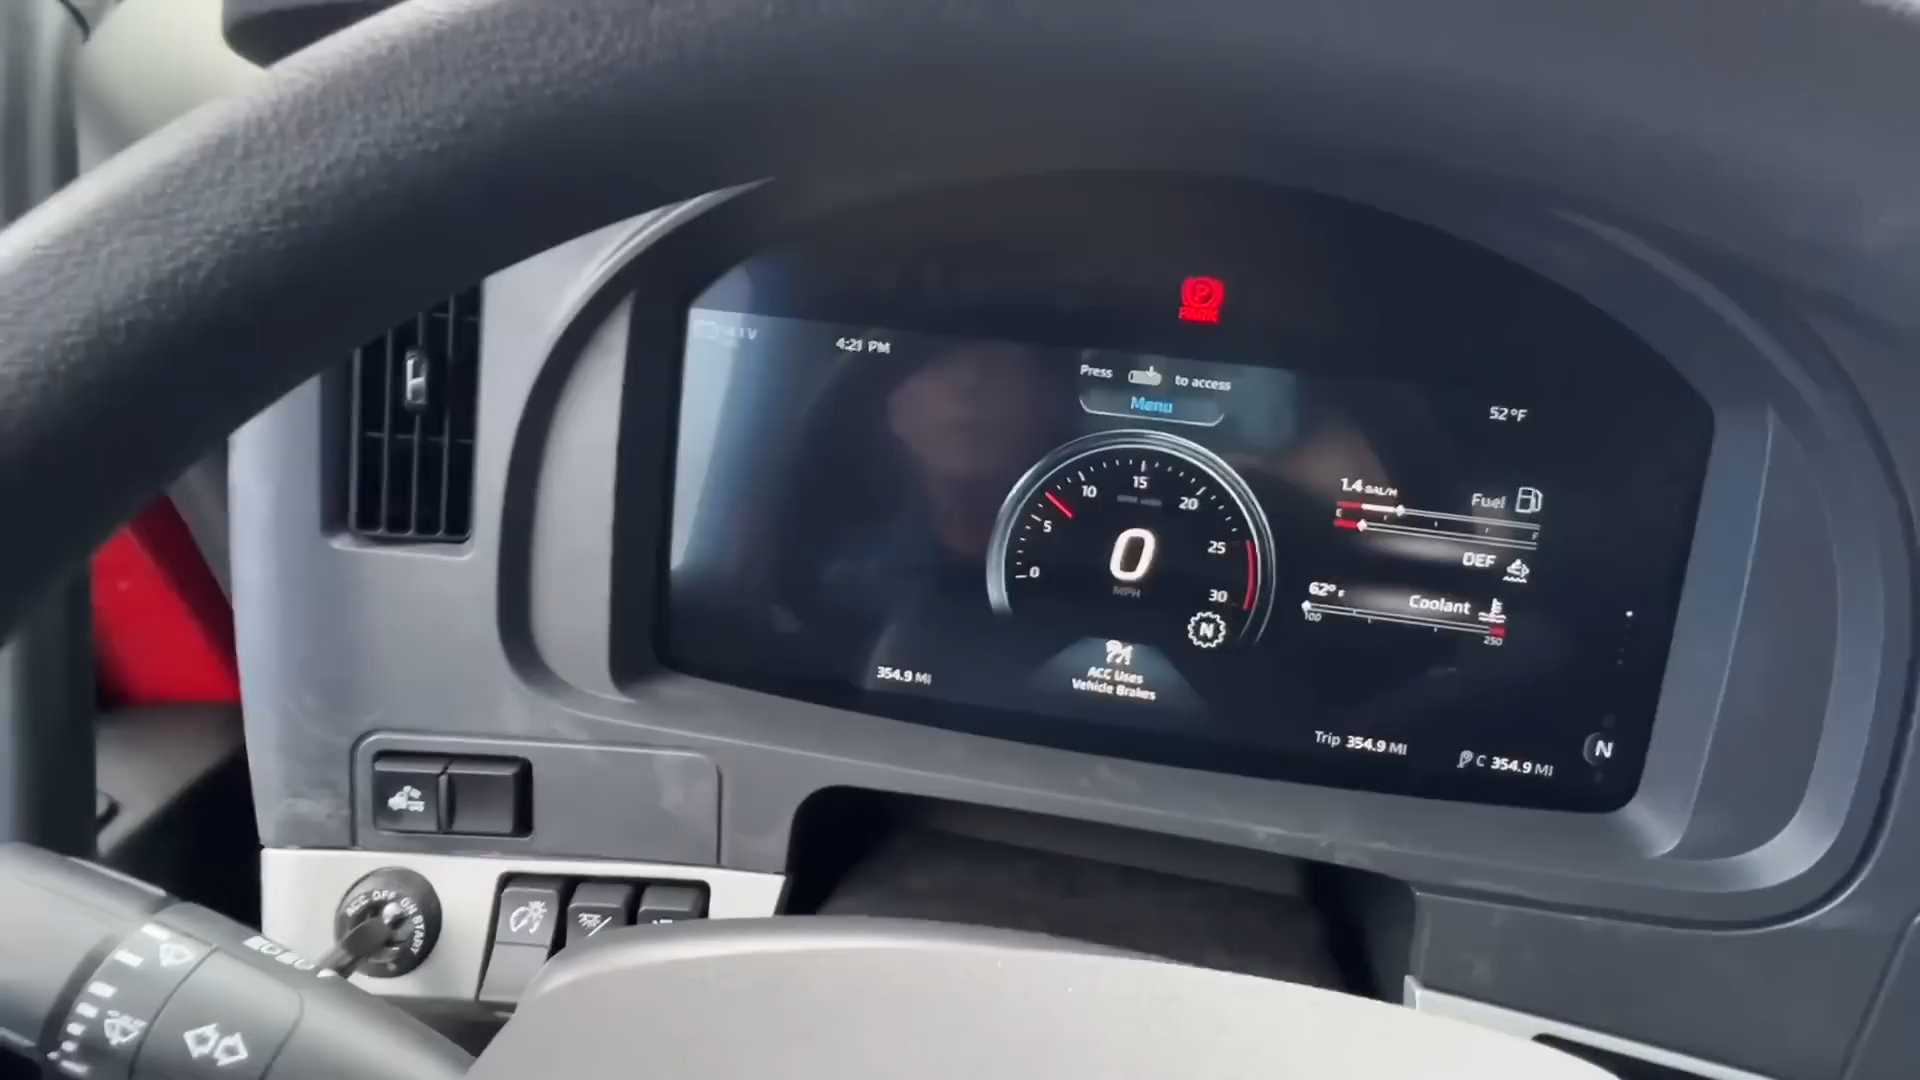 PARK
4:21 PM
Press to access
Menu
52°F
0 5 10 15 20 25 30
0
MPH
N
1.4 GAL/H
Fuel
E F
DEF
62° F
Coolant
100 250
ACC Uses
Vehicle Brakes
354.9 MI
Trip 354.9 MI
C 354.9 MI
N
ACC OFF ON START